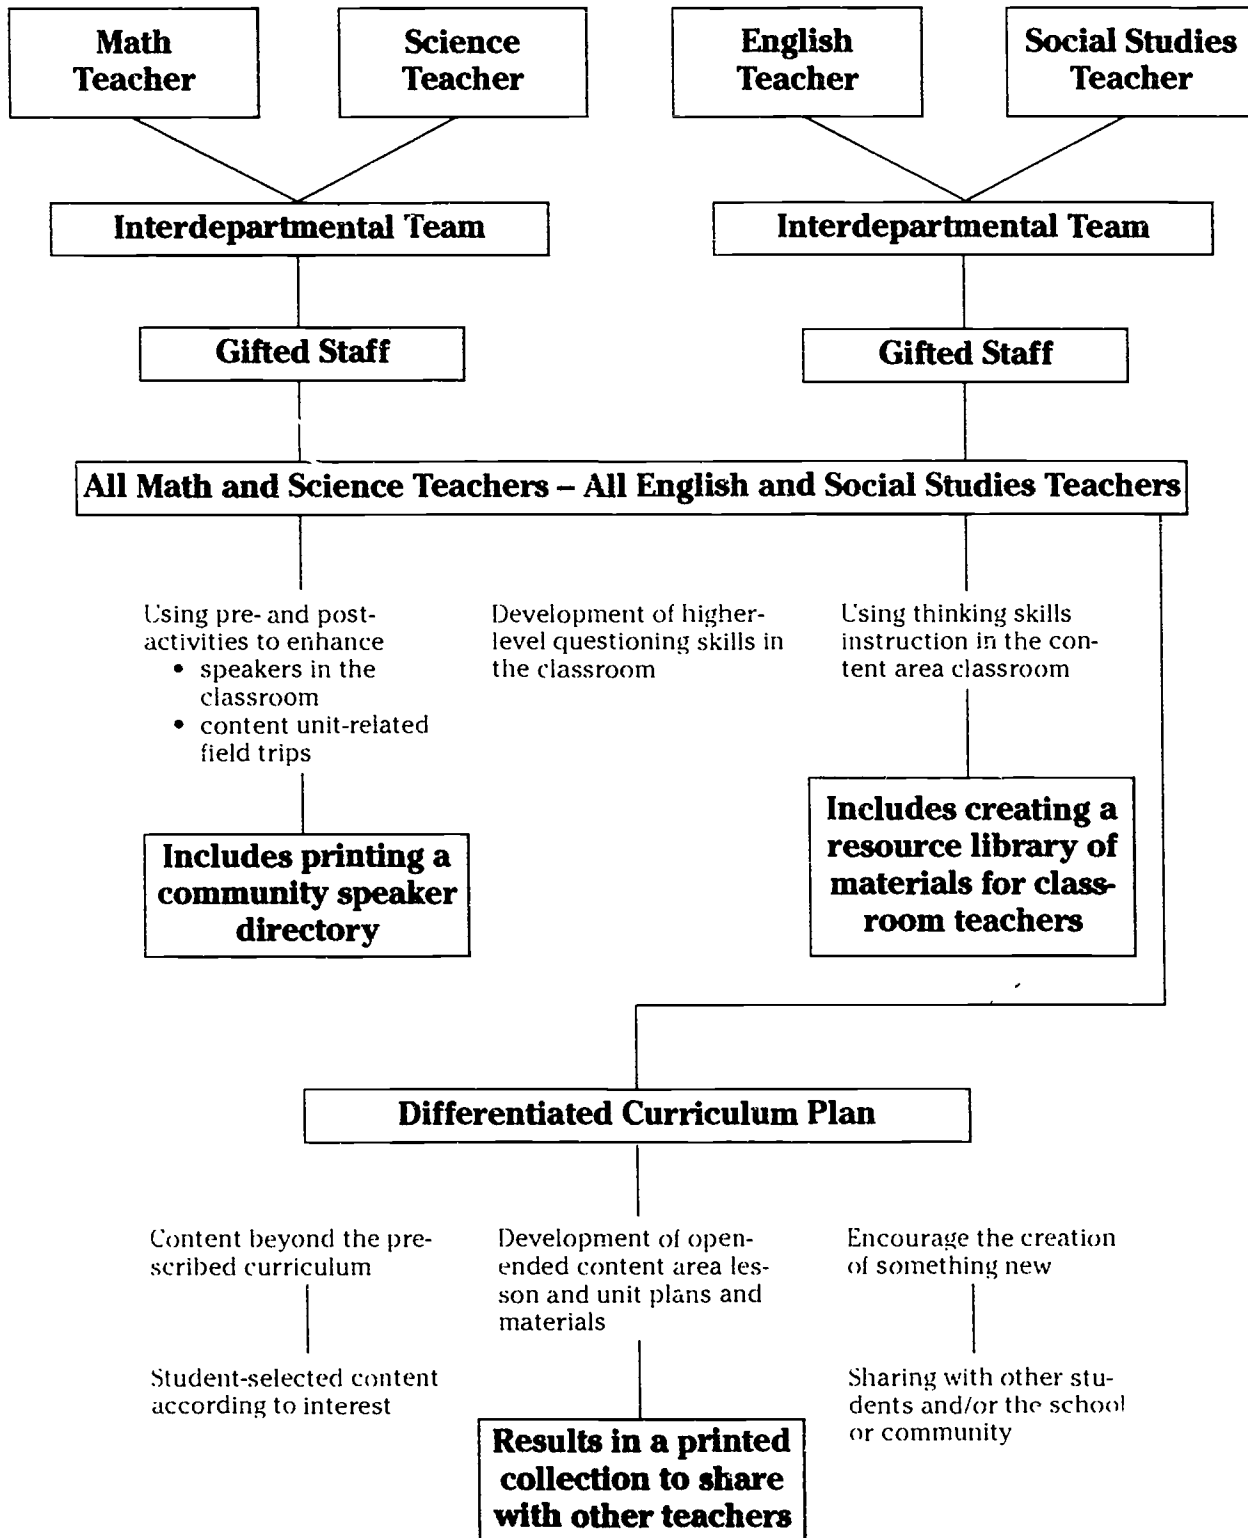 Math
Teacher
Science
Teacher
English
Teacher
Social Studies
Teacher
Interdepartmental Team
Interdepartmental Team
Gifted Staff
Gifted Staff
All Math and Science Teachers – All English and Social Studies Teachers
Using pre- and post-
activities to enhance
• speakers in the
classroom
• content unit-related
field trips
Development of higher-
level questioning skills in
the classroom
Using thinking skills
instruction in the con-
tent area classroom
Includes printing a
community speaker
directory
Includes creating a
resource library of
materials for class-
room teachers
Differentiated Curriculum Plan
Content beyond the pre-
scribed curriculum
Development of open-
ended content area les-
son and unit plans and
materials
Encourage the creation
of something new
Student-selected content
according to interest
Sharing with other stu-
dents and/or the school
or community
Results in a printed
collection to share
with other teachers